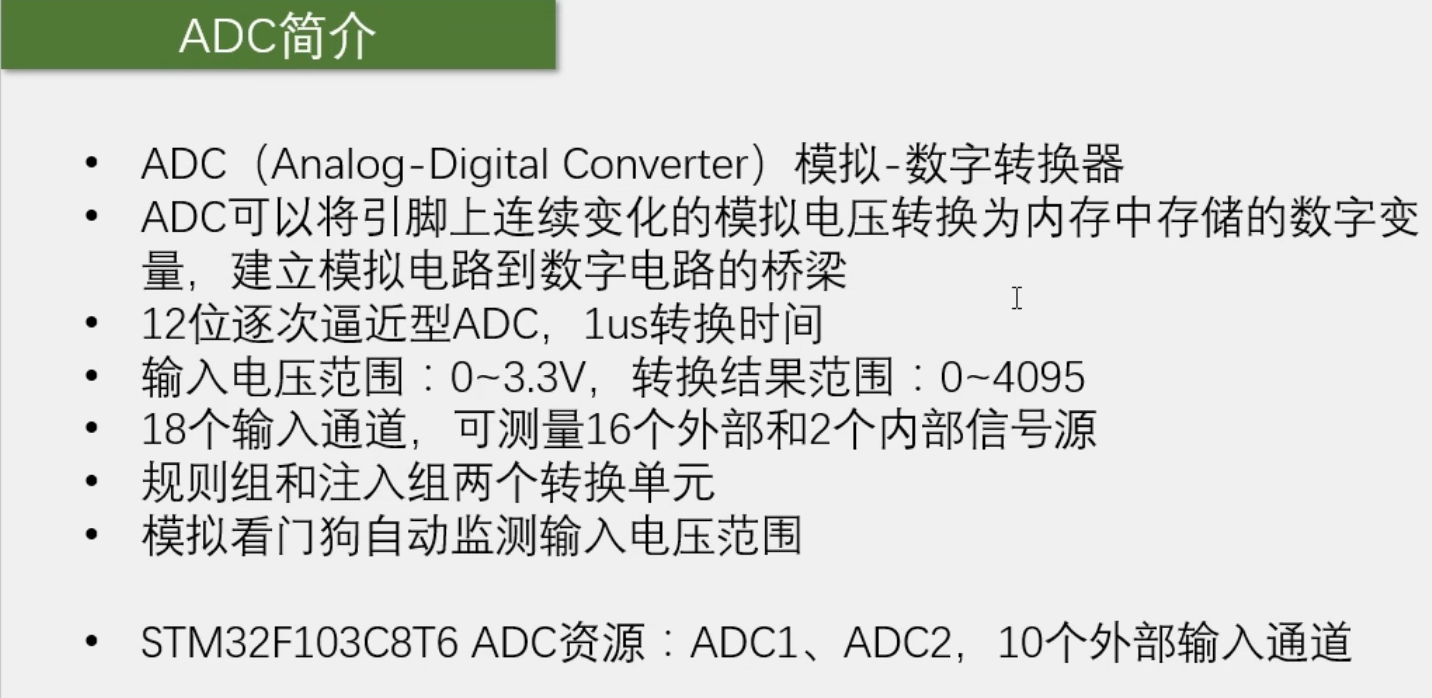 ADC简介
• ADC（Analog-Digital Converter）模拟-数字转换器
• ADC可以将引脚上连续变化的模拟电压转换为内存中存储的数字变
量，建立模拟电路到数字电路的桥梁
• 12位逐次逼近型ADC，1us转换时间
• 输入电压范围：0~3.3V，转换结果范围：0~4095
• 18个输入通道，可测量16个外部和2个内部信号源
• 规则组和注入组两个转换单元
• 模拟看门狗自动监测输入电压范围
• STM32F103C8T6 ADC资源：ADC1、ADC2，10个外部输入通道